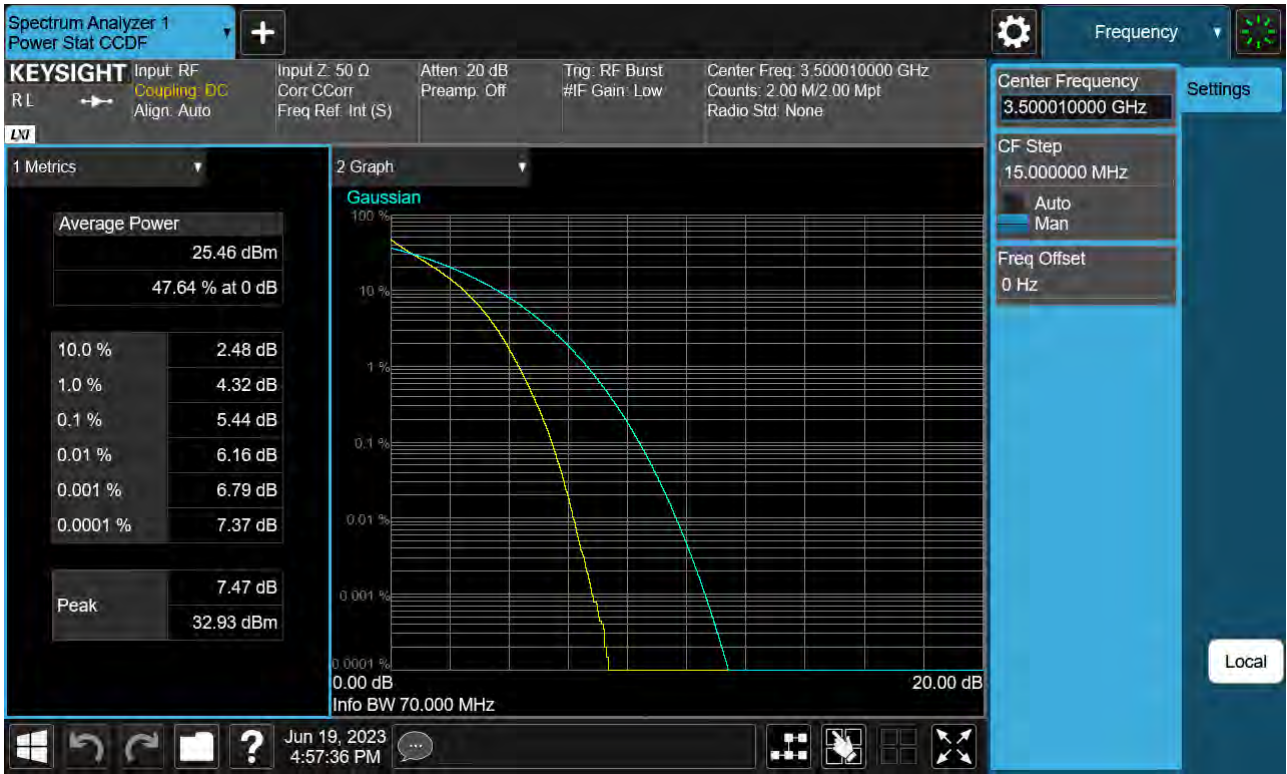 Spectrum Analyzer 1
Power Stat CCDF
Frequency
KEYSIGHT
RL
LXI
Input: RF
Coupling: DC
Align: Auto
Input Z: 50 Ω
Corr CCorr
Freq Ref: Int (S)
Atten: 20 dB
Preamp: Off
Trig: RF Burst
#IF Gain: Low
Center Freq: 3.500010000 GHz
Counts: 2.00 M/2.00 Mpt
Radio Std: None
Center Frequency
3.500010000 GHz
Settings
CF Step
15.000000 MHz
Auto
Man
Freq Offset
0 Hz
1 Metrics
Average Power
25.46 dBm
47.64 % at 0 dB
10.0 % 2.48 dB
1.0 % 4.32 dB
0.1 % 5.44 dB
0.01 % 6.16 dB
0.001 % 6.79 dB
0.0001 % 7.37 dB
Peak 7.47 dB
32.93 dBm
2 Graph
Gaussian
100 %
10 %
1 %
0.1 %
0.01 %
0.001 %
0.0001 %
0.00 dB 20.00 dB
Info BW 70.000 MHz
Local
?
Jun 19, 2023
4:57:36 PM